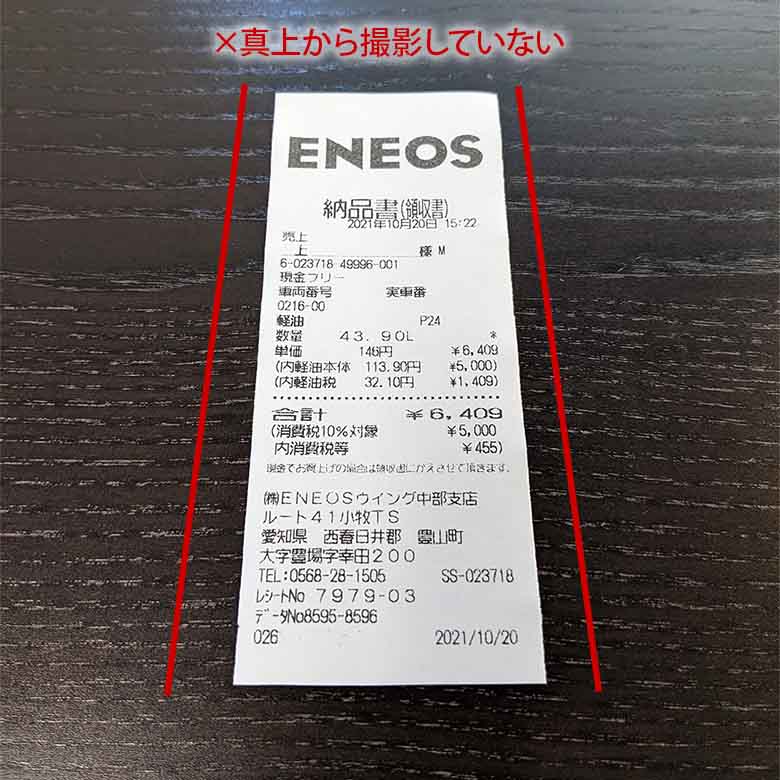 ×真上から撮影していない
ENEOS
納品書(領収書)
2021年10月20日 15:22
売上
上 様 M
6-023718 49996-001
現金フリー
車両番号 実車番
0216-00
軽油 P24
数量 43.90L *
単価 146円 ¥6,409
(内軽油本体 113.90円 ¥5,000)
(内軽油税 32.10円 ¥1,409)
合計 ¥6,409
(消費税10%対象 ¥5,000
内消費税等 ¥455)
現金でお買上げの場合は領収書にかえさせて頂きます。
㈱ENEOSウイング中部支店
ルート41小牧TS
愛知県 西春日井郡 豊山町
大字豊場字幸田200
TEL:0568-28-1505 SS-023718
レシートNo 7979-03
データNo8595-8596
026 2021/10/20